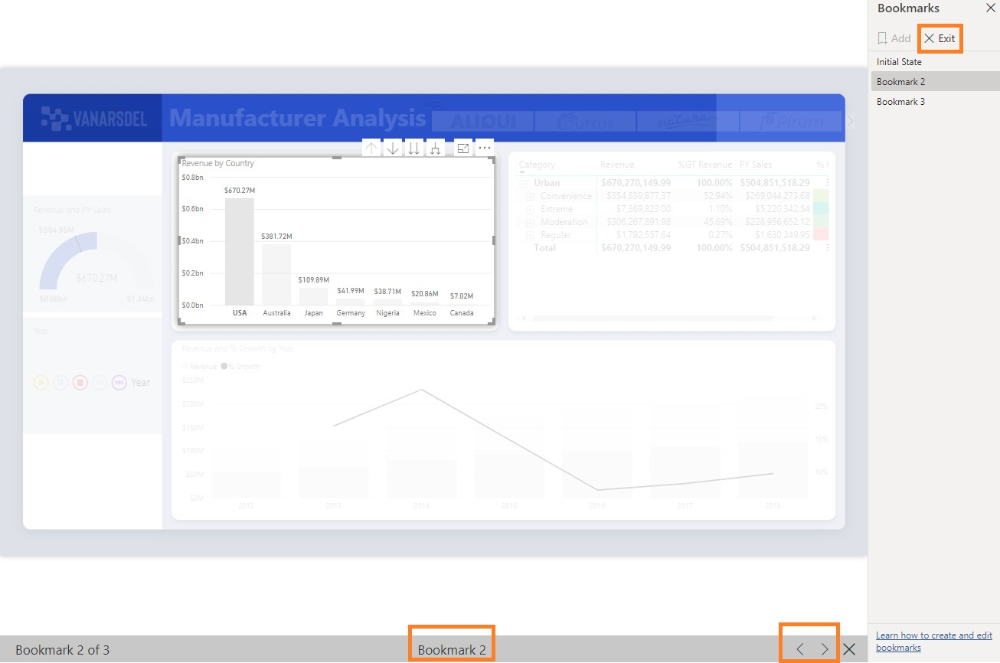 Bookmarks
Add
Exit
Initial State
Bookmark 2
Bookmark 3
VANARSDEL
Manufacturer Analysis
Logo
ALIQUI
Currus
natura
Pirum
Revenue by Country
$0.8bn
$0.6bn
$0.4bn
$0.2bn
$0.0bn
$670.27M
$381.72M
$109.89M
$41.99M
$38.71M
$20.86M
$7.02M
USA Australia Japan Germany Nigeria Mexico Canada
Category Revenue %GT Revenue PY Sales
Urban $670,270,149.99 100.00% $504,851,518.29 3
Convenience $354,839,877.37 52.94% $269,044,273.68
Extreme $7,369,823.00 1.10% $5,220,342.54
Moderation $306,267,891.98 45.69% $228,956,652.12
Regular $1,792,557.64 0.27% $1,630,249.95
Total $670,270,149.99 100.00% $504,851,518.29 3
Revenue and PY Sales
$504.85M
$670.27M
$0.00bn $1.34bn
Year
Year
Revenue and % Growth by Year
Revenue % Growth
$250M
$200M
$150M
$100M
$50M
$0M
20%
15%
10%
2012 2013 2014 2015 2016 2017 2018
Bookmark 2 of 3
Bookmark 2
Learn how to create and edit
bookmarks